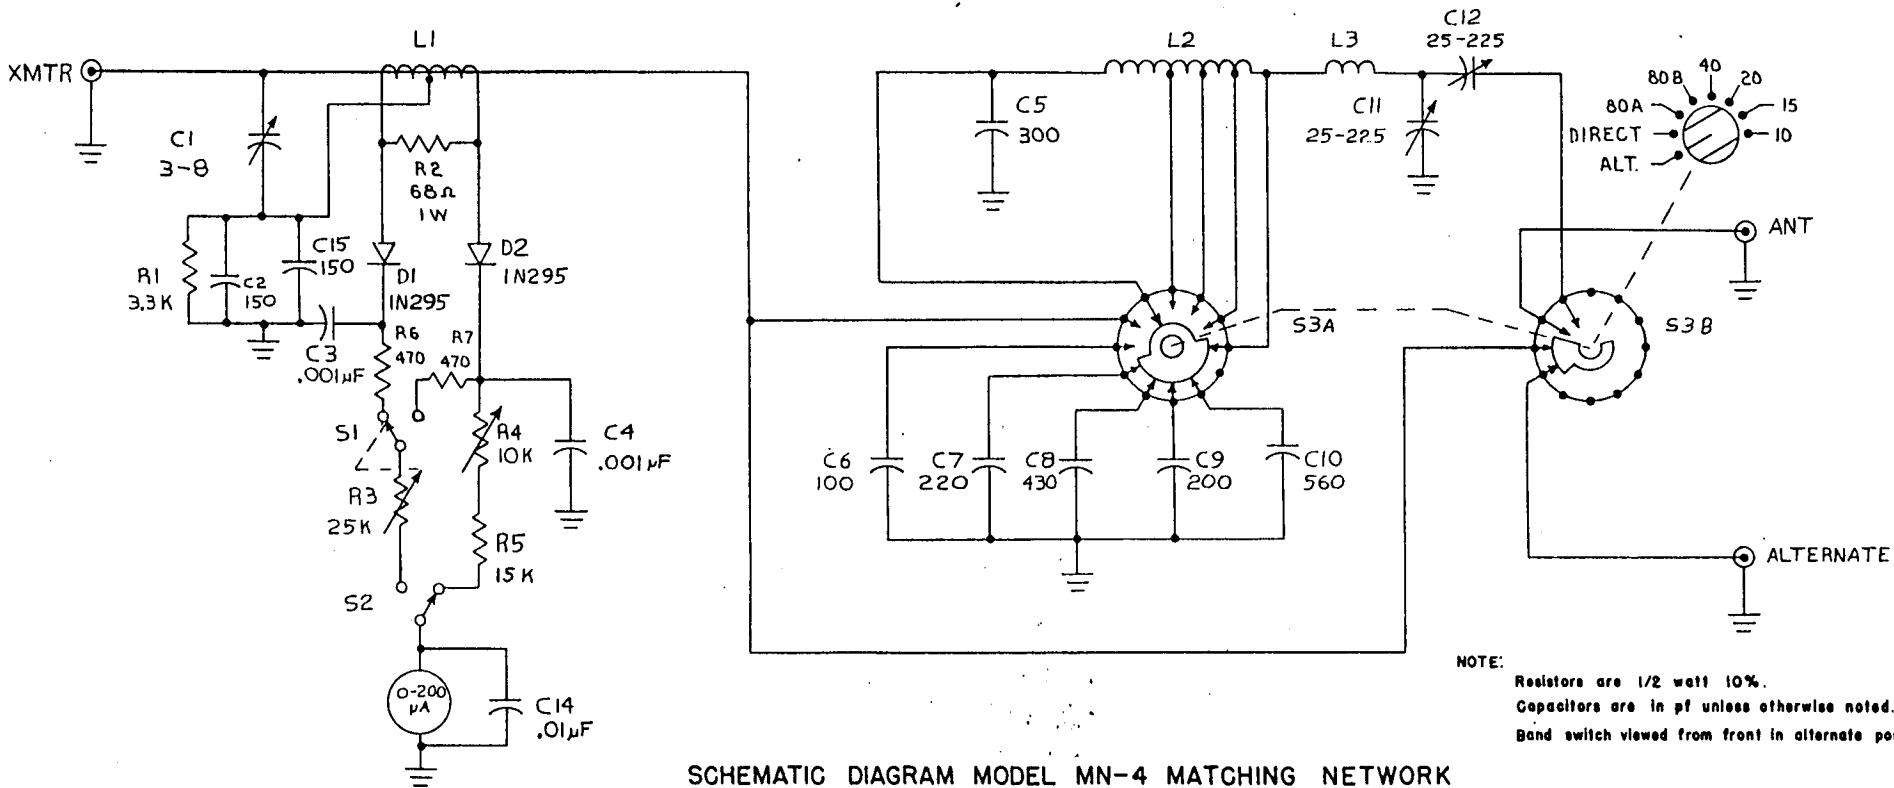 XMTR
L1
C1
3-8
R2
68Ω
1W
R1
3.3K
C2
150
C15
150
D1
1N295
D2
1N295
C3
.001µF
R6
470
R7
470
S1
R3
25K
R4
10K
C4
.001µF
R5
15K
S2
0-200
µA
C14
.01µF
L2
L3
C12
25-225
C5
300
C11
25-225
80A
80B
40
20
15
10
DIRECT
ALT.
ANT
S3A
S3B
C6
100
C7
220
C8
430
C9
200
C10
560
ALTERNATE
NOTE:
Resistors are 1/2 watt 10%.
Capacitors are in pf unless otherwise noted.
Band switch viewed from front in alternate po
SCHEMATIC DIAGRAM MODEL MN-4 MATCHING NETWORK